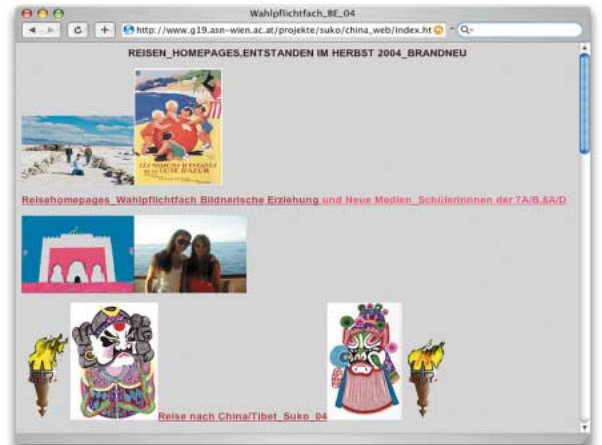 Wahlpflichtfach_BE_04
http://www.g19.asn-wien.ac.at/projekte/suko/china_web/index.ht
REISEN_HOMEPAGES,ENTSTANDEN IM HERBST 2004_BRANDNEU
Reisehomepages_Wahlpflichtfach Bildnerische Erziehung und Neue Medien_Schülerinnnen der 7A/B,8A/D
Reise nach China/Tibet_Suko_04